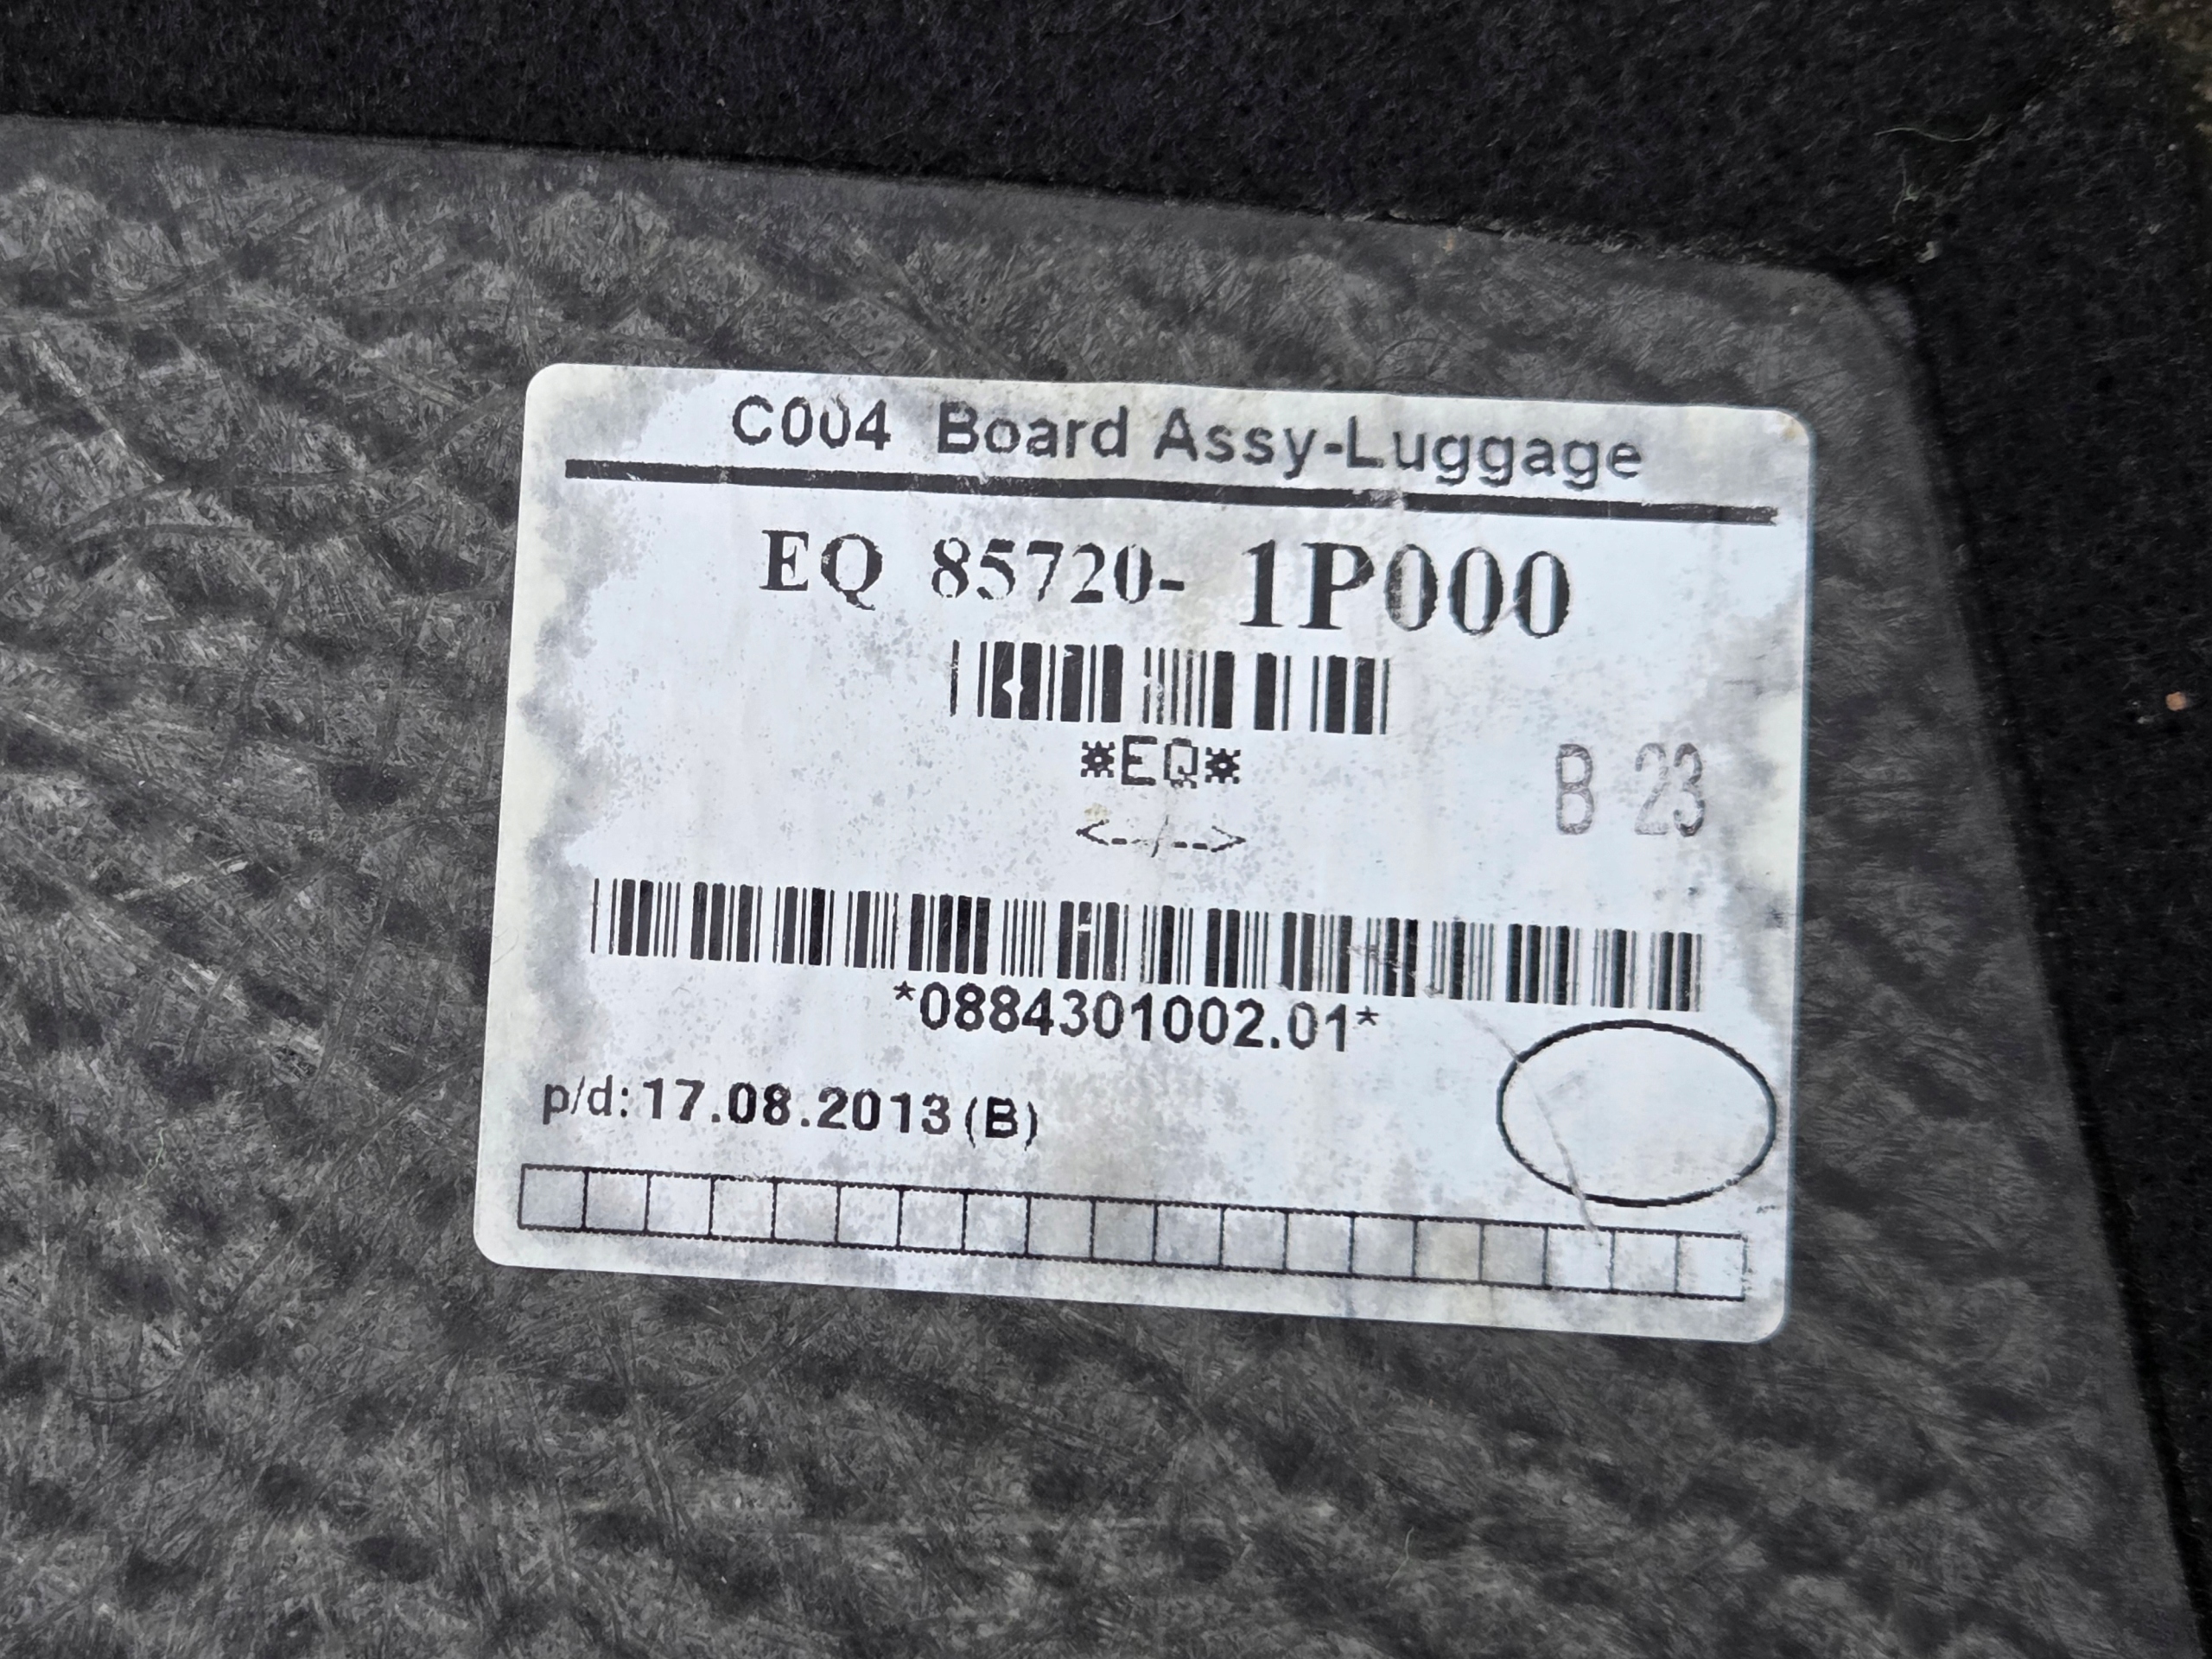 C004 Board Assy-Luggage
EQ 85720- 1P000
*EQ*
B 23
<--/-->
*0884301002.01*
p/d: 17.08.2013 (B)